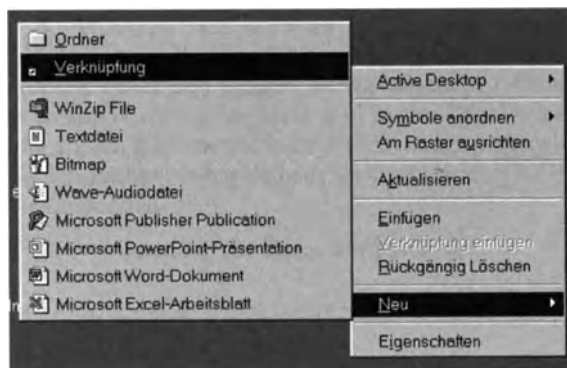 Ordner
Verknüpfung
WinZip File
Textdatei
Bitmap
Wave-Audiodatei
Microsoft Publisher Publication
Microsoft PowerPoint-Präsentation
Microsoft Word-Dokument
Microsoft Excel-Arbeitsblatt
Active Desktop
Symbole anordnen
Am Raster ausrichten
Aktualisieren
Einfügen
Verknüpfung einfügen
Rückgängig Löschen
Neu
Eigenschaften